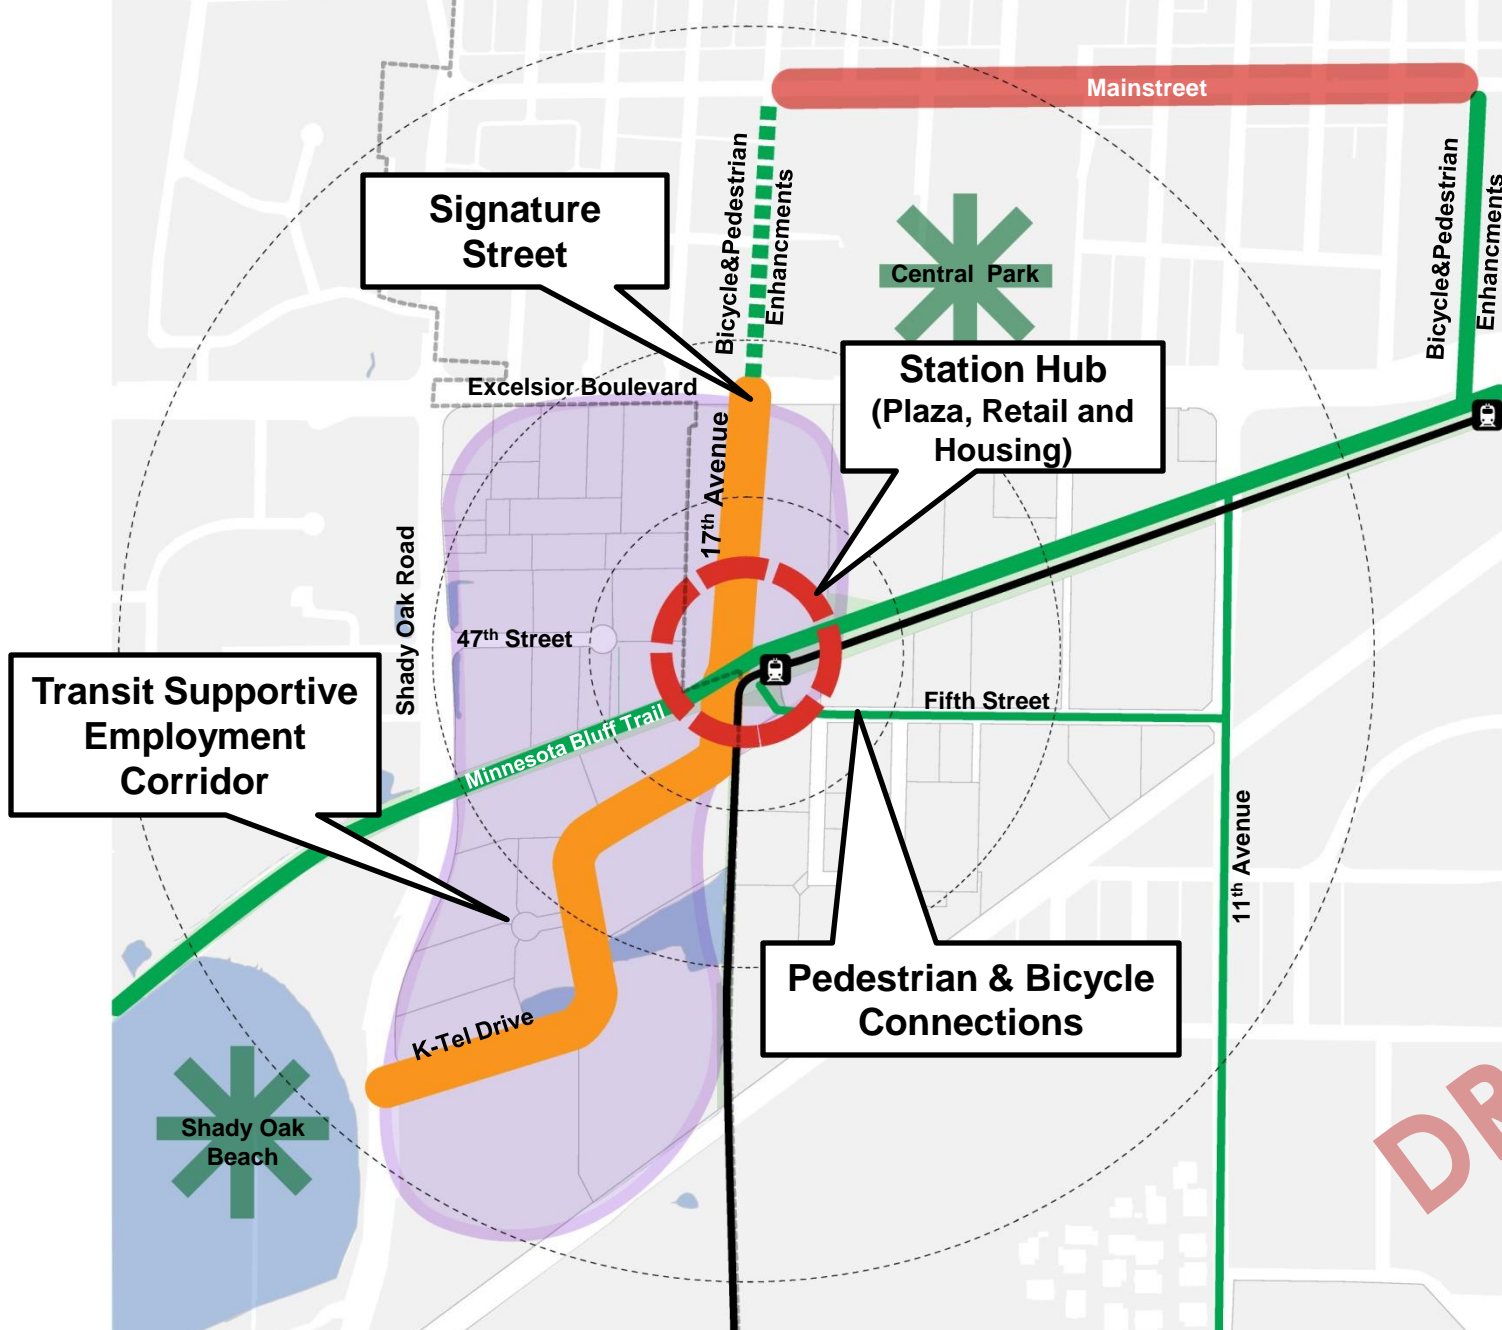 Mainstreet
Bicycle&Pedestrian
Enhancments
Bicycle&Pedestrian
Enhancments
Signature
Street
Central Park
Station Hub
(Plaza, Retail and
Housing)
Excelsior Boulevard
17th Avenue
Shady Oak Road
47th Street
Transit Supportive
Employment
Corridor
Minnesota Bluff Trail
Fifth Street
11th Avenue
Pedestrian & Bicycle
Connections
K-Tel Drive
Shady Oak
Beach
DR